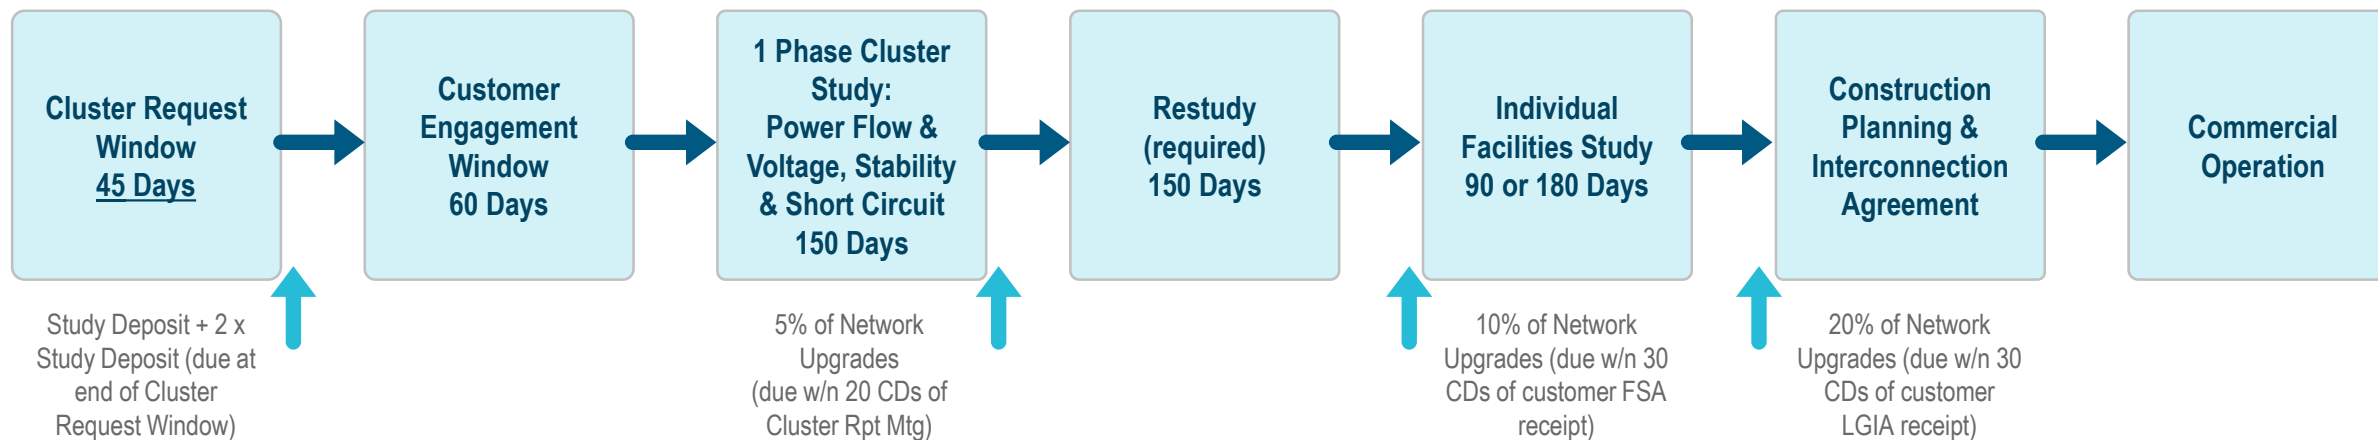 Cluster Request
Window
45 Days
Customer
Engagement
Window
60 Days
1 Phase Cluster
Study:
Power Flow &
Voltage, Stability
& Short Circuit
150 Days
Restudy
(required)
150 Days
Individual
Facilities Study
90 or 180 Days
Construction
Planning &
Interconnection
Agreement
Commercial
Operation
Study Deposit + 2 x
Study Deposit (due at
end of Cluster
Request Window)
5% of Network
Upgrades
(due w/n 20 CDs of
Cluster Rpt Mtg)
10% of Network
Upgrades (due w/n 30
CDs of customer FSA
receipt)
20% of Network
Upgrades (due w/n 30
CDs of customer
LGIA receipt)